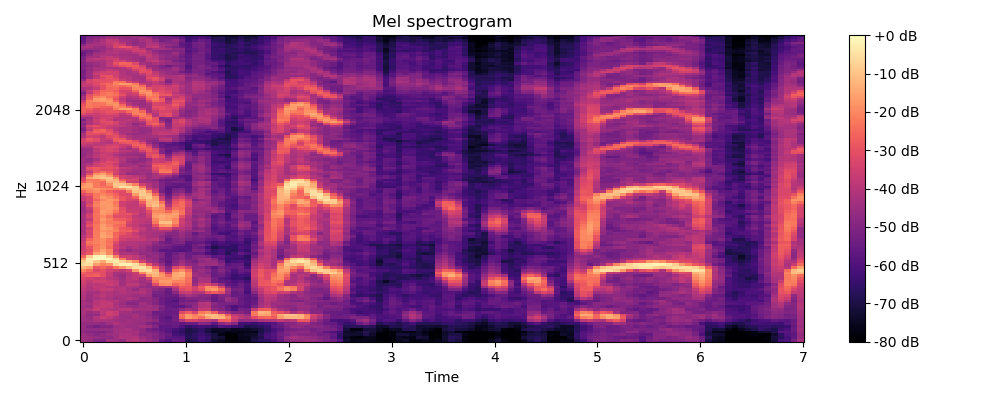 Mel spectrogram
+0 dB
-10 dB
-20 dB
-30 dB
-40 dB
-50 dB
-60 dB
-70 dB
-80 dB
2048
1024
512
0
Hz
0 1 2 3 4 5 6 7
Time